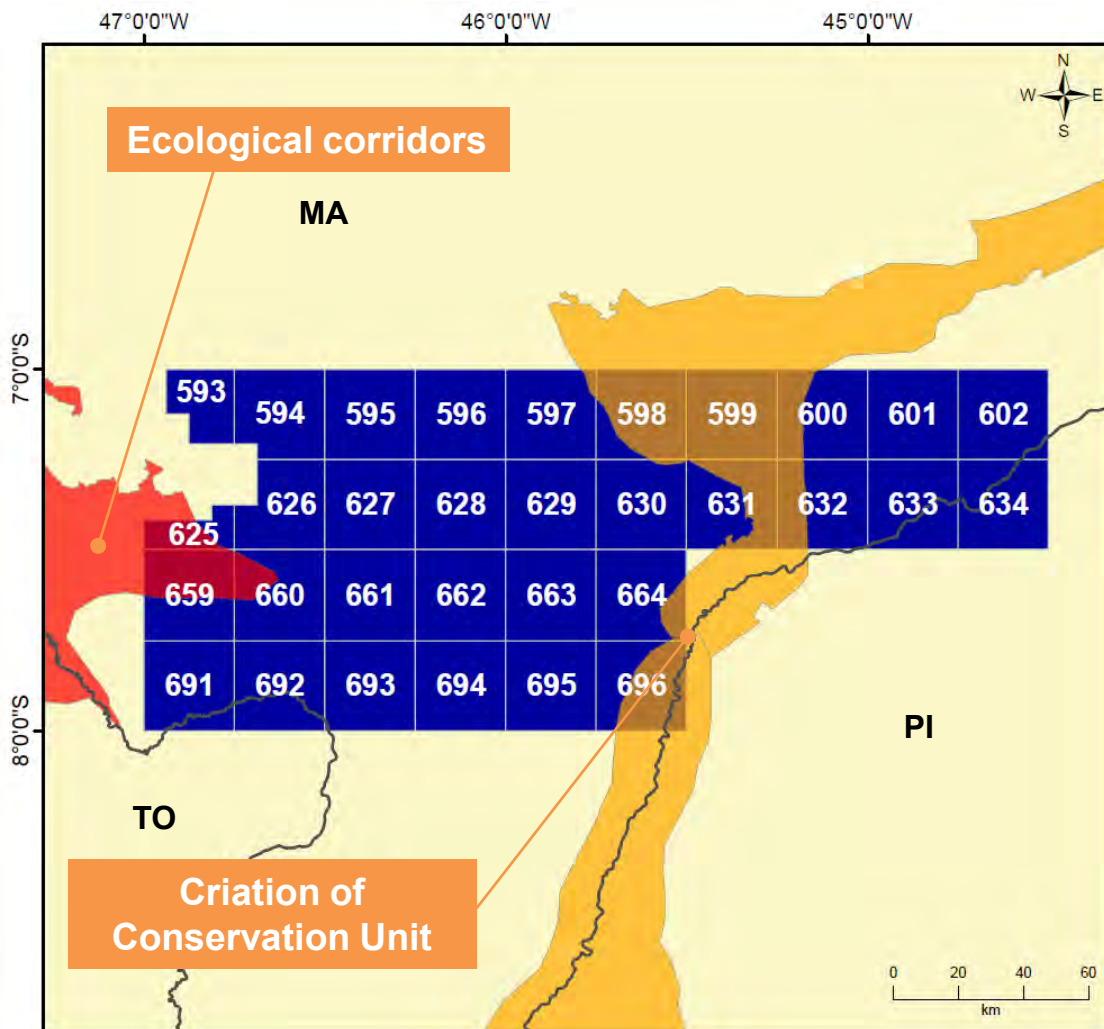 47°0'0"W 46°0'0"W 45°0'0"W
N
W E
S
Ecological corridors
MA
7°0'0"S
593 594 595 596 597 598 599 600 601 602
626 627 628 629 630 631 632 633 634
625
659 660 661 662 663 664
691 692 693 694 695 696
8°0'0"S
PI
TO
Criation of
Conservation Unit
0 20 40 60
km